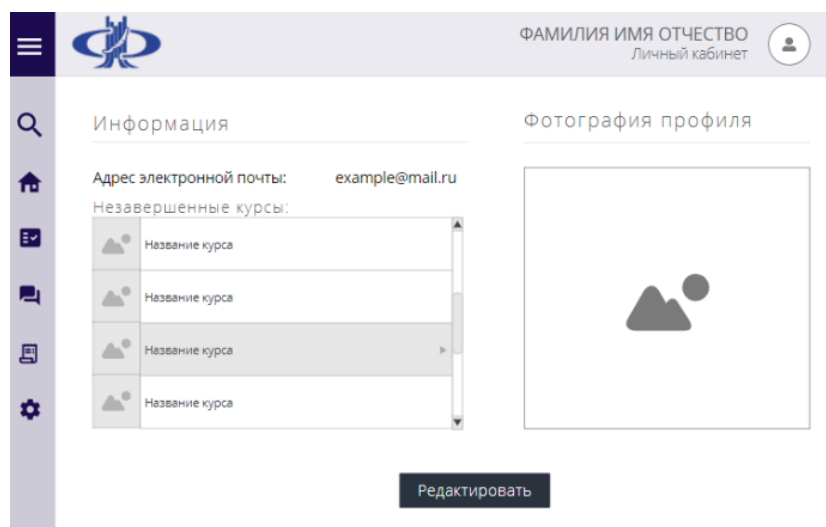 ФАМИЛИЯ ИМЯ ОТЧЕСТВО
Личный кабинет
Информация
Фотография профиля
Адрес электронной почты: example@mail.ru
Незавершенные курсы:
Название курса
Название курса
Название курса
Название курса
Редактировать